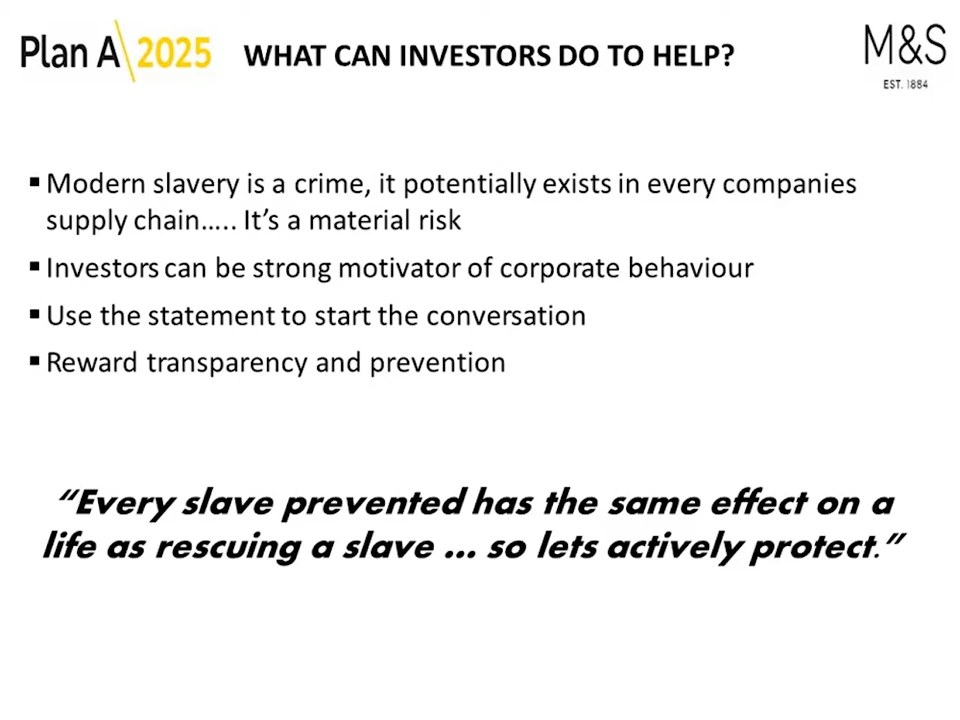 Plan A 2025 WHAT CAN INVESTORS DO TO HELP? M&S
EST. 1884
▪ Modern slavery is a crime, it potentially exists in every companies
supply chain….. It’s a material risk
▪ Investors can be strong motivator of corporate behaviour
▪ Use the statement to start the conversation
▪ Reward transparency and prevention
“Every slave prevented has the same effect on a
life as rescuing a slave … so lets actively protect.”